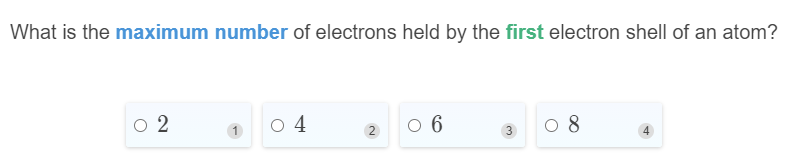 What is the maximum number of electrons held by the first electron shell of an atom?
2 1 4 2 6 3 8 4